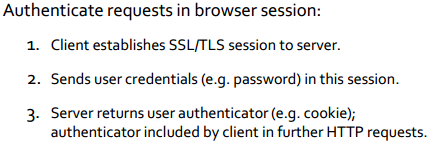 Authenticate requests in browser session:
1. Client establishes SSL/TLS session to server.
2. Sends user credentials (e.g. password) in this session.
3. Server returns user authenticator (e.g. cookie);
authenticator included by client in further HTTP requests.